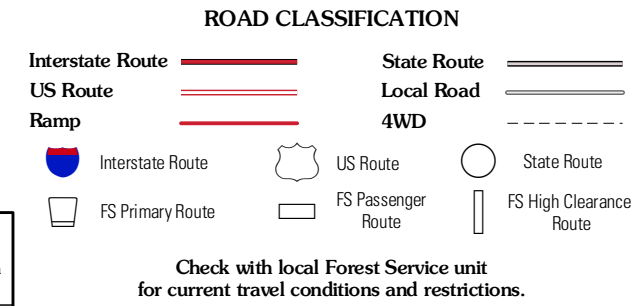 ROAD CLASSIFICATION
Interstate Route
State Route
US Route
Local Road
Ramp
4WD
Interstate Route
US Route
State Route
FS Primary Route
FS Passenger
Route
FS High Clearance
Route
Check with local Forest Service unit
for current travel conditions and restrictions.